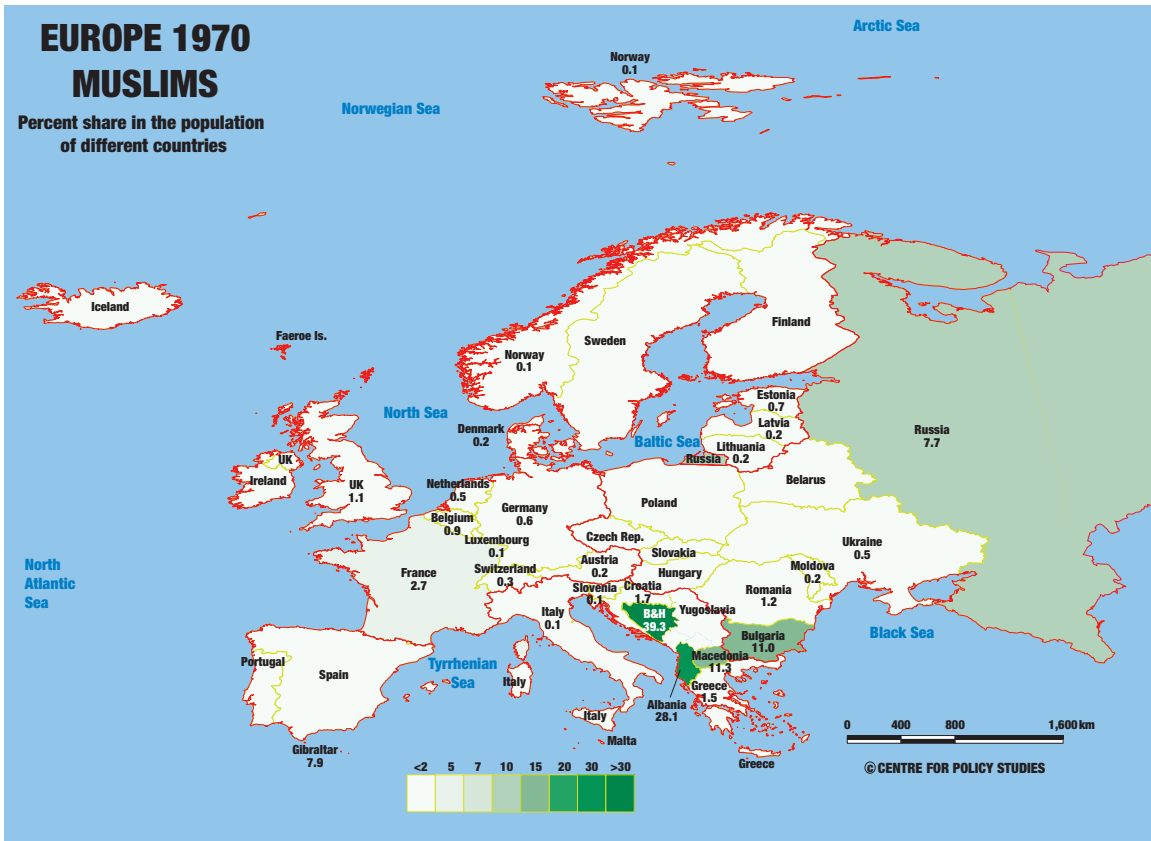 EUROPE 1970
MUSLIMS
Percent share in the population
of different countries
Arctic Sea
Norwegian Sea
Norway
0.1
Iceland
Faeroe Is.
Finland
Sweden
Norway
0.1
Estonia
0.7
North Sea
Denmark
0.2
Baltic Sea
Latvia
0.2
Lithuania
0.2
Russia
Russia
7.7
UK
Ireland
UK
1.1
Netherlands
0.5
Germany
0.6
Poland
Belarus
Belgium
0.9
Luxembourg
0.1
Czech Rep.
Ukraine
0.5
North
Atlantic
Sea
France
2.7
Switzerland
0.3
Austria
0.2
Slovakia
Hungary
Moldova
0.2
Slovenia
0.1
Croatia
1.7
Romania
1.2
Italy
0.1
B&H
39.3
Yugoslavia
Black Sea
Bulgaria
11.0
Macedonia
11.3
Portugal
Spain
Tyrrhenian
Sea
Italy
Greece
1.5
Albania
28.1
Italy
Malta
Gibraltar
7.9
Greece
0 400 800 1,600 km
© CENTRE FOR POLICY STUDIES
<2 5 7 10 15 20 30 >30